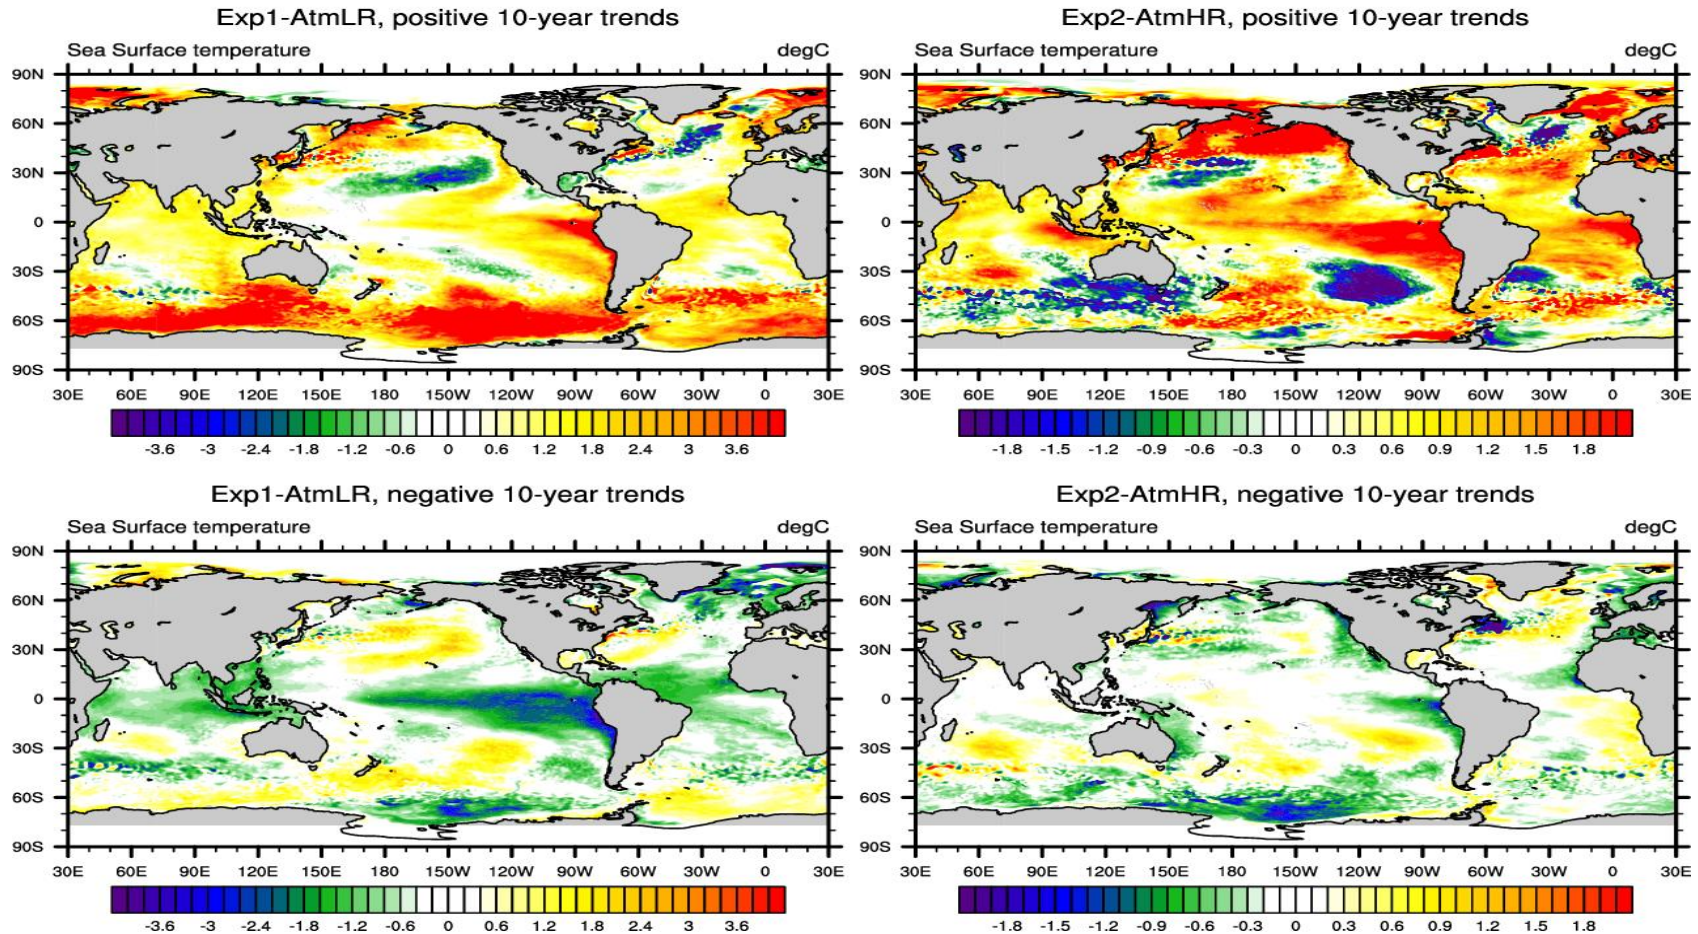 Exp1-AtmLR, positive 10-year trends
Sea Surface temperature degC
90N
60N
30N
0
30S
60S
90S
30E 60E 90E 120E 150E 180 150W 120W 90W 60W 30W 0 30E
-3.6 -3 -2.4 -1.8 -1.2 -0.6 0 0.6 1.2 1.8 2.4 3 3.6
Exp2-AtmHR, positive 10-year trends
Sea Surface temperature degC
90N
60N
30N
0
30S
60S
90S
30E 60E 90E 120E 150E 180 150W 120W 90W 60W 30W 0 30E
-1.8 -1.5 -1.2 -0.9 -0.6 -0.3 0 0.3 0.6 0.9 1.2 1.5 1.8
Exp1-AtmLR, negative 10-year trends
Sea Surface temperature degC
90N
60N
30N
0
30S
60S
90S
30E 60E 90E 120E 150E 180 150W 120W 90W 60W 30W 0 30E
-3.6 -3 -2.4 -1.8 -1.2 -0.6 0 0.6 1.2 1.8 2.4 3 3.6
Exp2-AtmHR, negative 10-year trends
Sea Surface temperature degC
90N
60N
30N
0
30S
60S
90S
30E 60E 90E 120E 150E 180 150W 120W 90W 60W 30W 0 30E
-1.8 -1.5 -1.2 -0.9 -0.6 -0.3 0 0.3 0.6 0.9 1.2 1.5 1.8